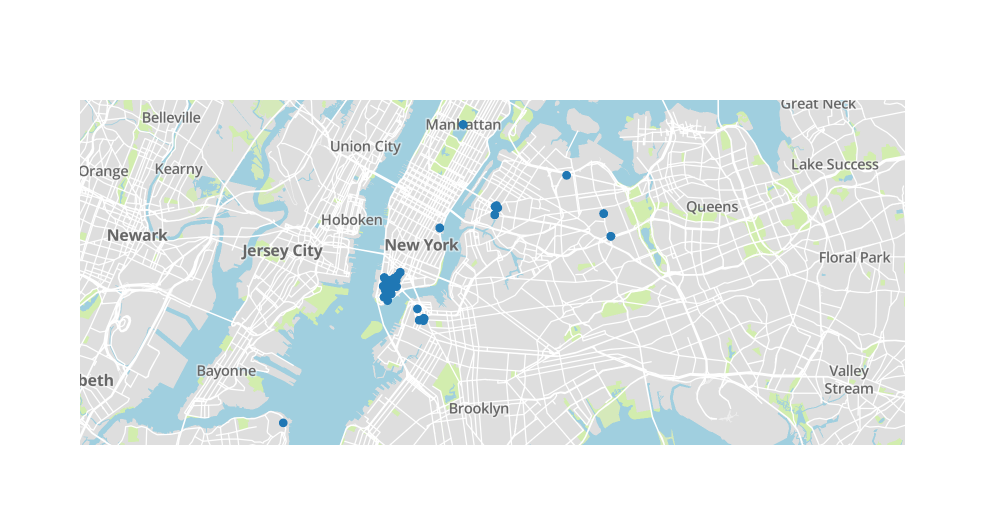 Great Neck
Belleville
Manhattan
Union City
Lake Success
Orange
Kearny
Queens
Hoboken
Newark
New York
Jersey City
Floral Park
Bayonne
Valley
Stream
beth
Brooklyn